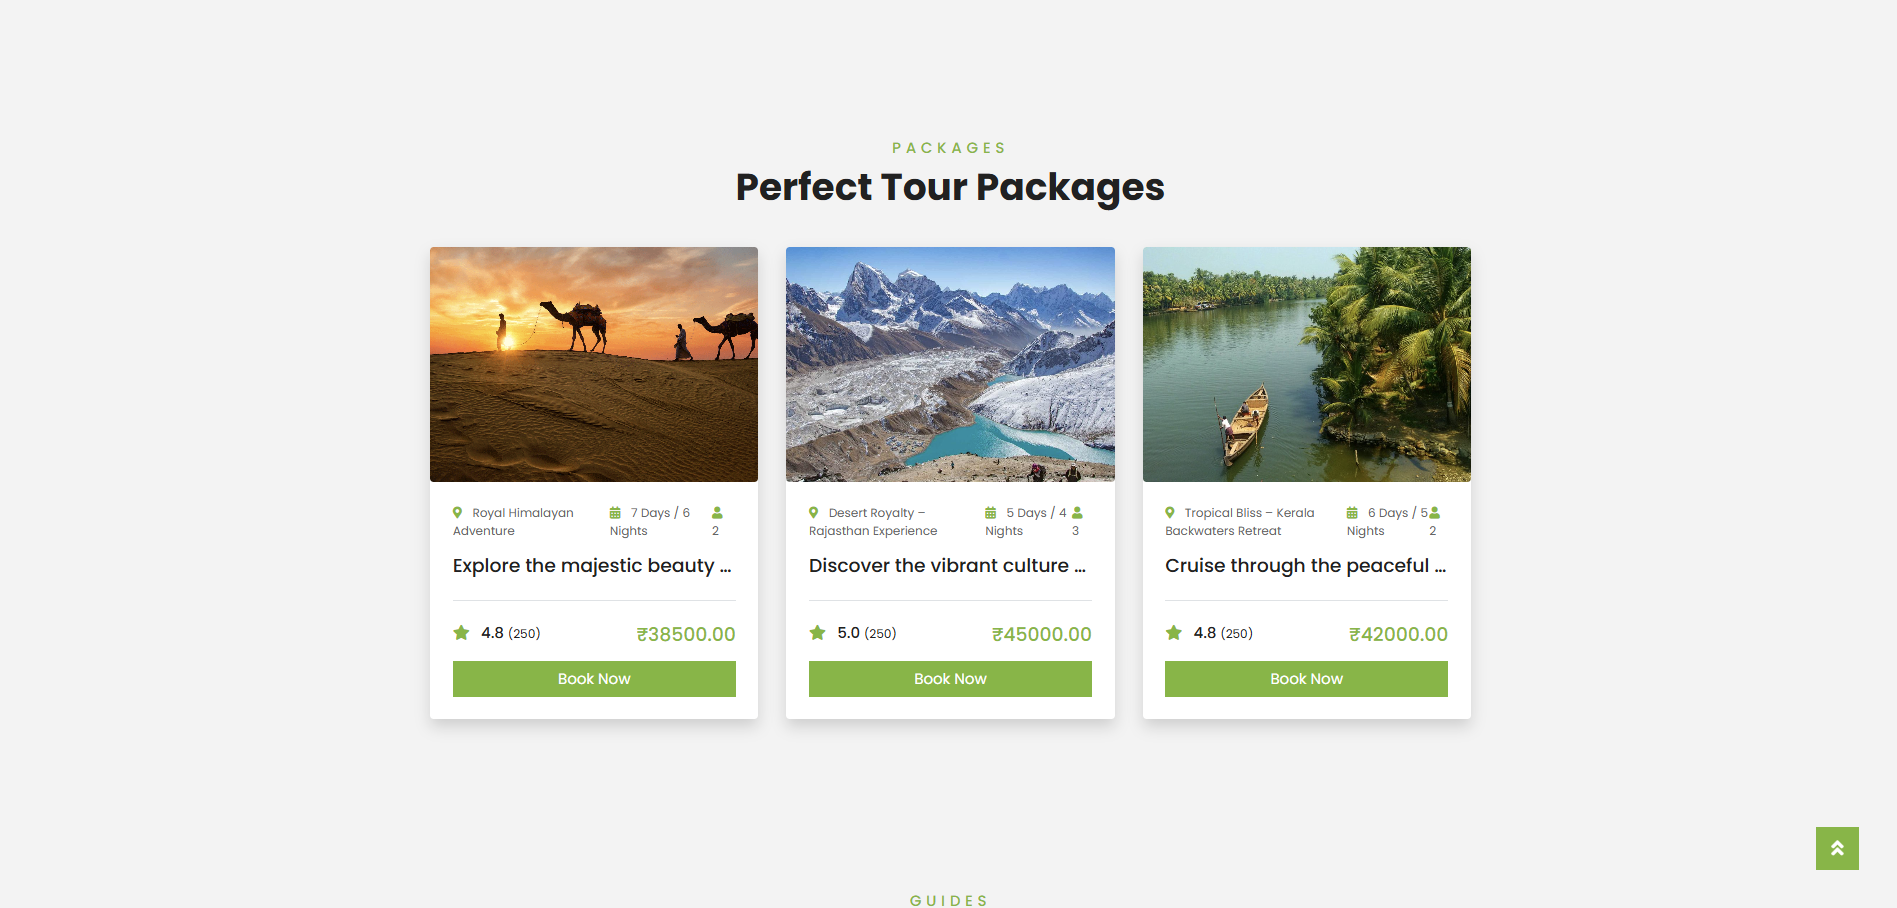 PACKAGES
Perfect Tour Packages
Royal Himalayan Adventure
7 Days / 6 Nights
2
Explore the majestic beauty ...
4.8 (250)
₹38500.00
Book Now
Desert Royalty – Rajasthan Experience
5 Days / 4 Nights
3
Discover the vibrant culture ...
5.0 (250)
₹45000.00
Book Now
Tropical Bliss – Kerala Backwaters Retreat
6 Days / 5 Nights
2
Cruise through the peaceful ...
4.8 (250)
₹42000.00
Book Now
GUIDES